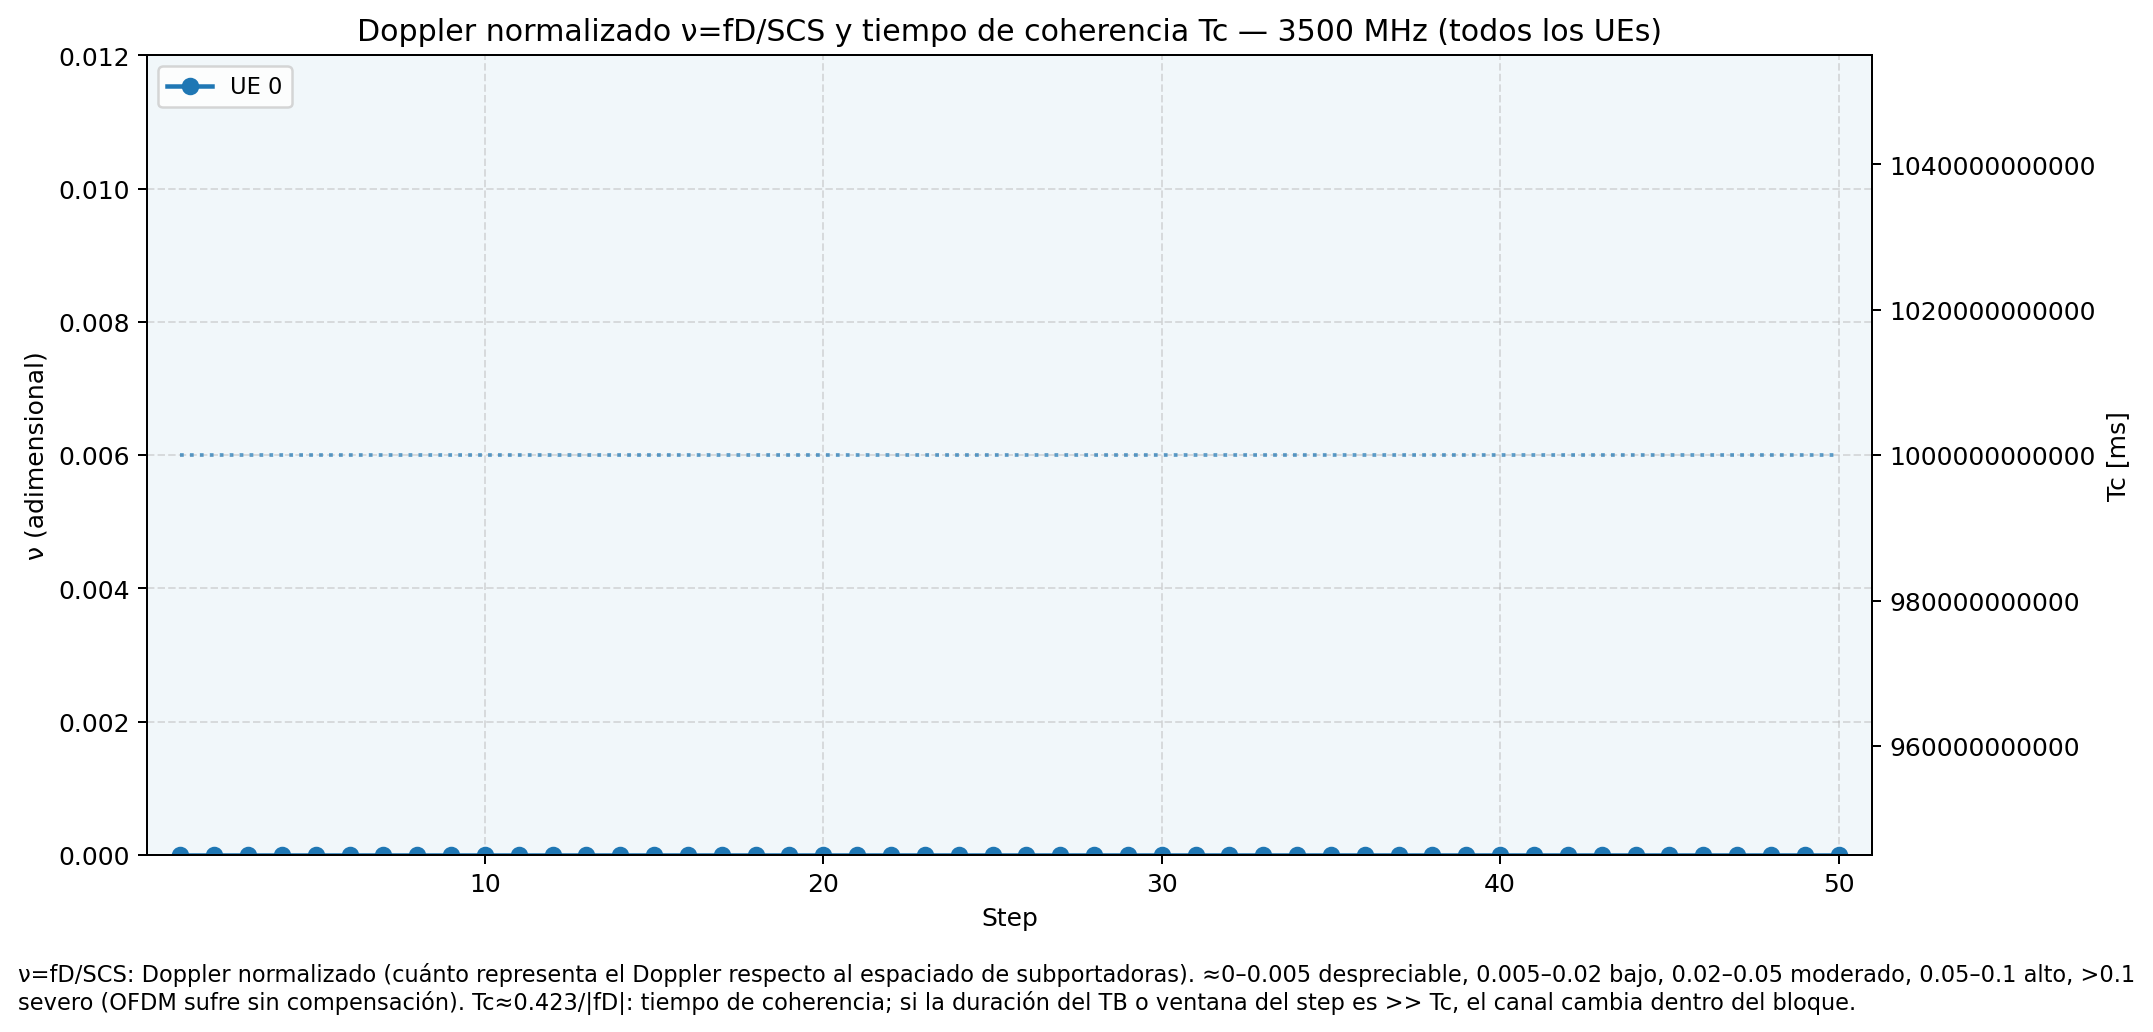 Doppler normalizado ν=fD/SCS y tiempo de coherencia Tc — 3500 MHz (todos los UEs)
UE 0
0.012
0.010
0.008
0.006
0.004
0.002
0.000
ν (adimensional)
1040000000000
1020000000000
1000000000000
980000000000
960000000000
Tc [ms]
10
20
30
40
50
Step
ν=fD/SCS: Doppler normalizado (cuánto representa el Doppler respecto al espaciado de subportadoras). ≈0–0.005 despreciable, 0.005–0.02 bajo, 0.02–0.05 moderado, 0.05–0.1 alto, >0.1
severo (OFDM sufre sin compensación). Tc≈0.423/|fD|: tiempo de coherencia; si la duración del TB o ventana del step es >> Tc, el canal cambia dentro del bloque.